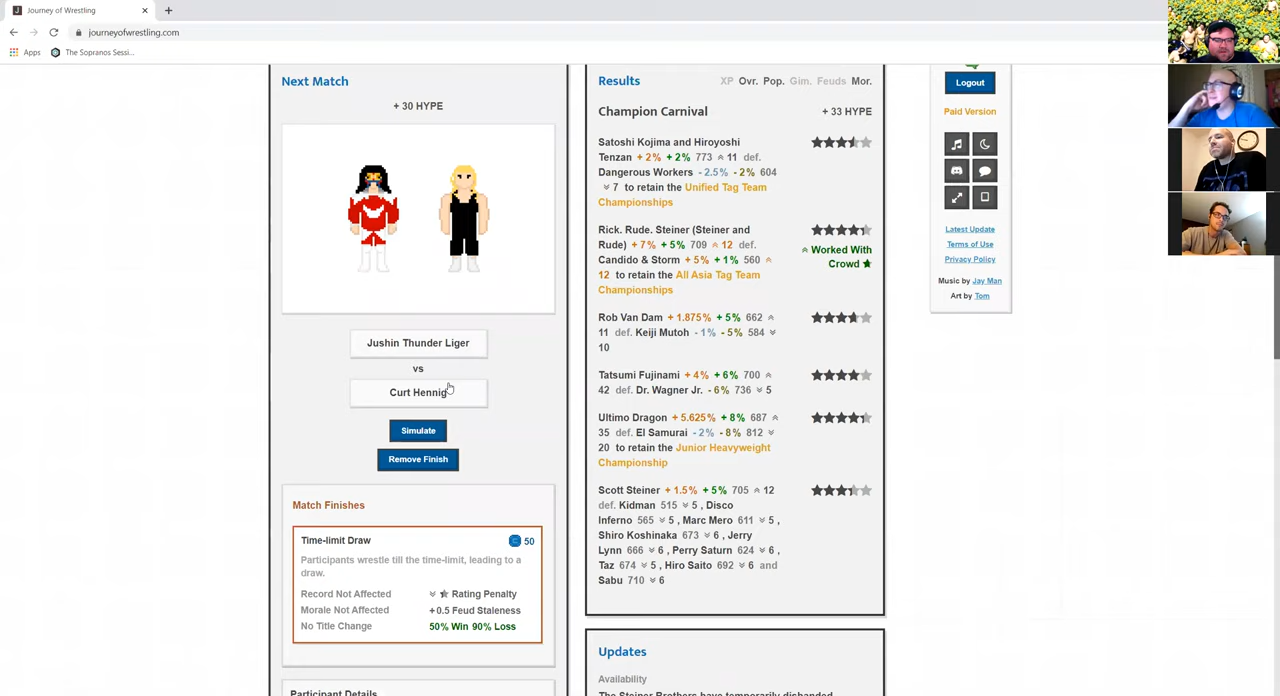 Journey of Wrestling
journeyofwrestling.com
Apps
The Sopranos Sessi...
Next Match
+ 30 HYPE
Jushin Thunder Liger
vs
Curt Hennig
Simulate
Remove Finish
Match Finishes
Time-limit Draw
50
Participants wrestle till the time-limit, leading to a
draw.
Record Not Affected
Rating Penalty
Morale Not Affected
+0.5 Feud Staleness
No Title Change
50% Win 90% Loss
Participant Details
Results
XP Ovr. Pop. Gim. Feuds Mor.
Champion Carnival
+ 33 HYPE
Satoshi Kojima and Hiroyoshi
Tenzan + 2% + 2% 773 11 def.
Dangerous Workers - 2.5% - 2% 604
7 to retain the Unified Tag Team
Championships
Rick. Rude. Steiner (Steiner and
Rude) + 7% + 5% 709 12 def.
Candido & Storm + 5% + 1% 560
12 to retain the All Asia Tag Team
Championships
Worked With
Crowd
Rob Van Dam + 1.875% + 5% 662
11 def. Keiji Mutoh - 1% - 5% 584
10
Tatsumi Fujinami + 4% + 6% 700
42 def. Dr. Wagner Jr. - 6% 736 5
Ultimo Dragon + 5.625% + 8% 687
35 def. El Samurai - 2% - 8% 812
20 to retain the Junior Heavyweight
Championship
Scott Steiner + 1.5% + 5% 705 12
def. Kidman 515 5 , Disco
Inferno 565 5 , Marc Mero 611 5 ,
Shiro Koshinaka 673 6 , Jerry
Lynn 666 6 , Perry Saturn 624 6 ,
Taz 674 5 , Hiro Saito 692 6 and
Sabu 710 6
Updates
Availability
The Steiner Brothers have temporarily disbanded
Logout
Paid Version
Latest Update
Terms of Use
Privacy Policy
Music by Jay Man
Art by Tom